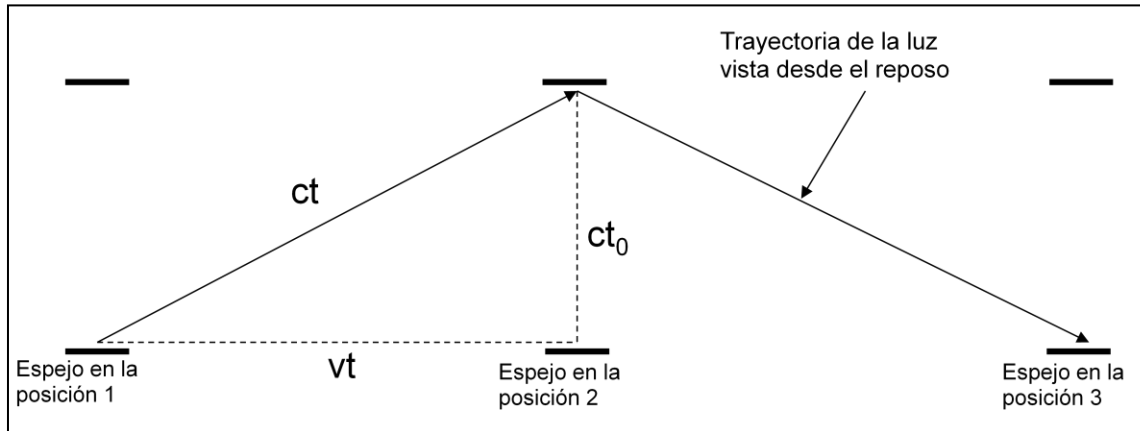 Trayectoria de la luz
vista desde el reposo
ct
ct₀
vt
Espejo en la
posición 1
Espejo en la
posición 2
Espejo en la
posición 3